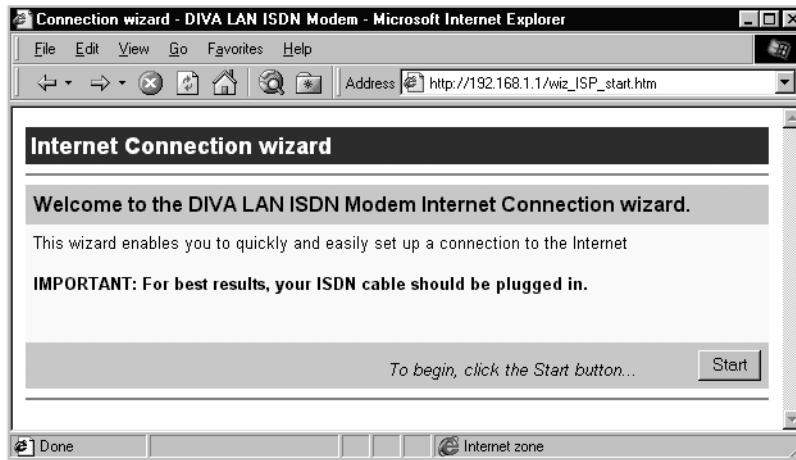 Connection wizard - DIVA LAN ISDN Modem - Microsoft Internet Explorer
File Edit View Go Favorites Help
Address http://192.168.1.1/wiz_ISP_start.htm
Internet Connection wizard
Welcome to the DIVA LAN ISDN Modem Internet Connection wizard.
This wizard enables you to quickly and easily set up a connection to the Internet
IMPORTANT: For best results, your ISDN cable should be plugged in.
To begin, click the Start button...
Start
Done
Internet zone